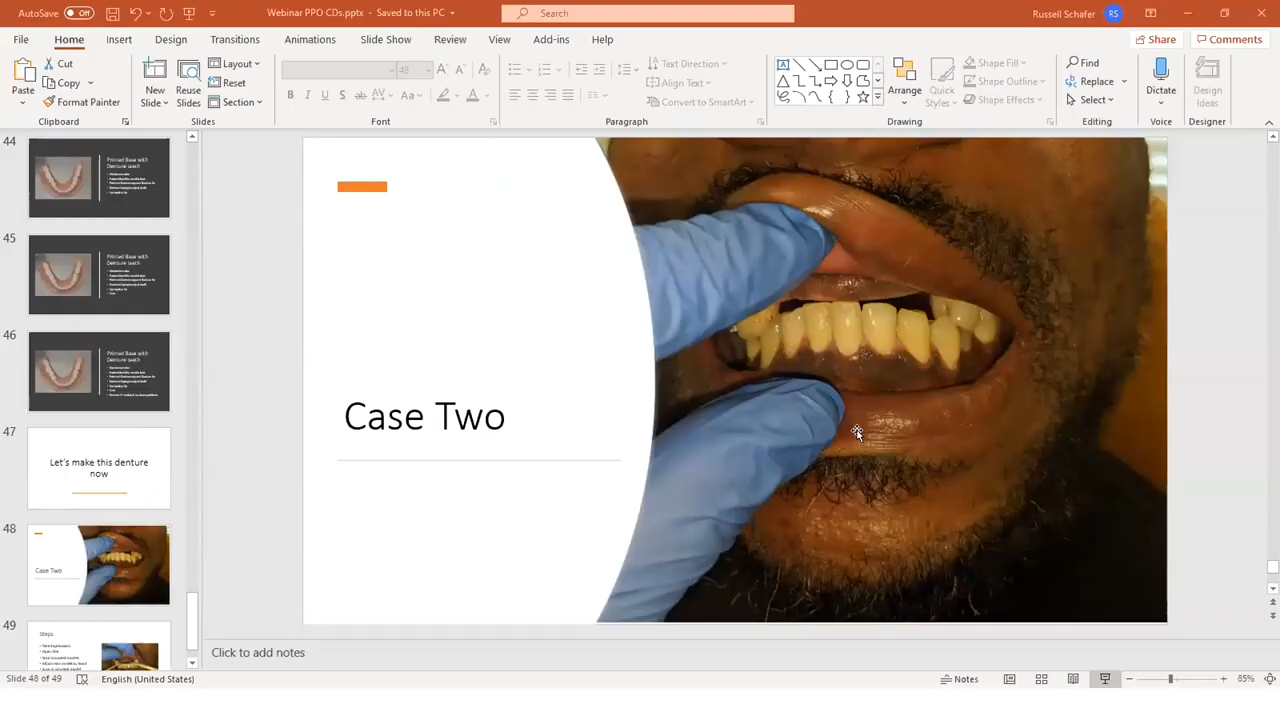 AutoSave Off Webinar PPO CDs.pptx - Saved to this PC Search Russell Schafer RS
File Home Insert Design Transitions Animations Slide Show Review View Add-ins Help Share Comments
Paste
Cut
Copy
Format Painter
Clipboard
New Slide
Reuse Slides
Layout
Reset
Section
Slides
48
B I U S ab AV Aa A
Font
Text Direction
Align Text
Convert to SmartArt
Paragraph
Arrange
Quick Styles
Shape Fill
Shape Outline
Shape Effects
Drawing
Find
Replace
Select
Editing
Dictate
Voice
Design Ideas
Designer
44
Printed Base with
Denture teeth
45
Printed Base with
Denture teeth
46
Printed Base with
Denture teeth
47
Let's make this denture
now
48
Case Two
49
Steps
Case Two
Click to add notes
Slide 48 of 49 English (United States) Notes 85%